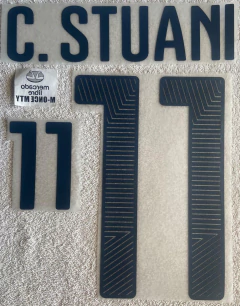 C. STUANI
mercado
libre
M-ONCE MTY
11
11